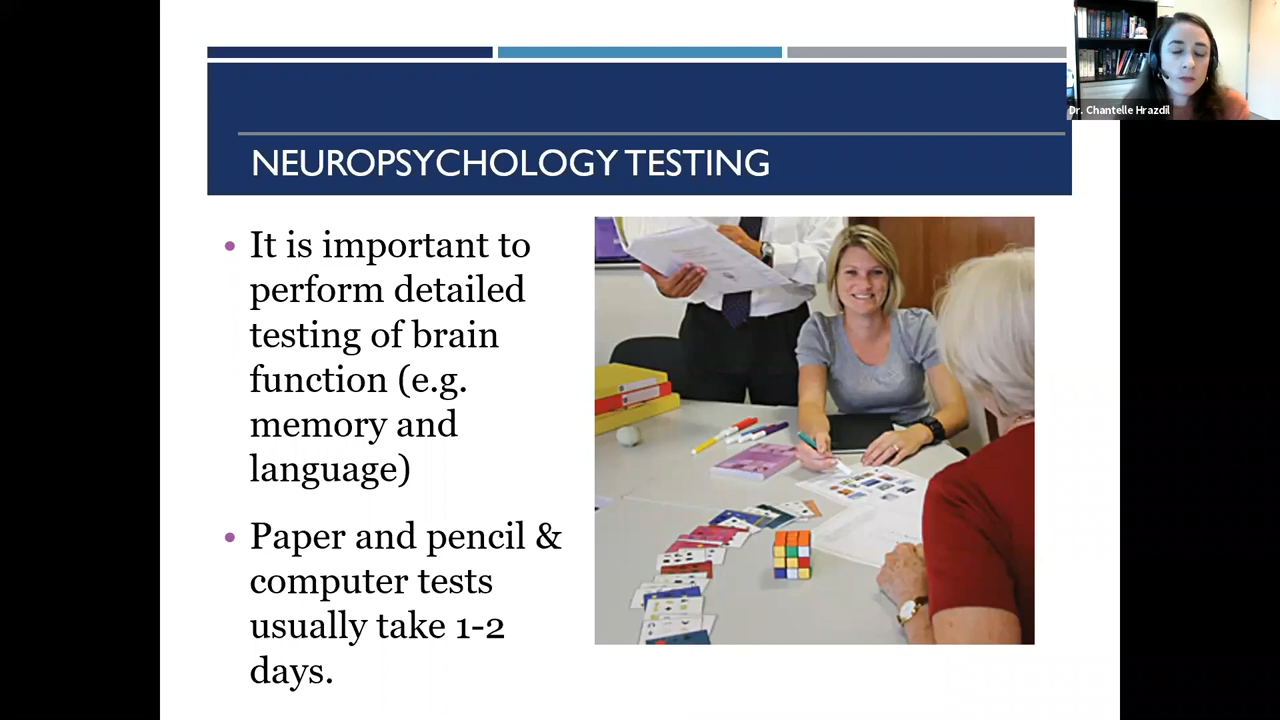 Dr. Chantelle Hrazdil
NEUROPSYCHOLOGY TESTING
• It is important to
perform detailed
testing of brain
function (e.g.
memory and
language)
• Paper and pencil &
computer tests
usually take 1-2
days.